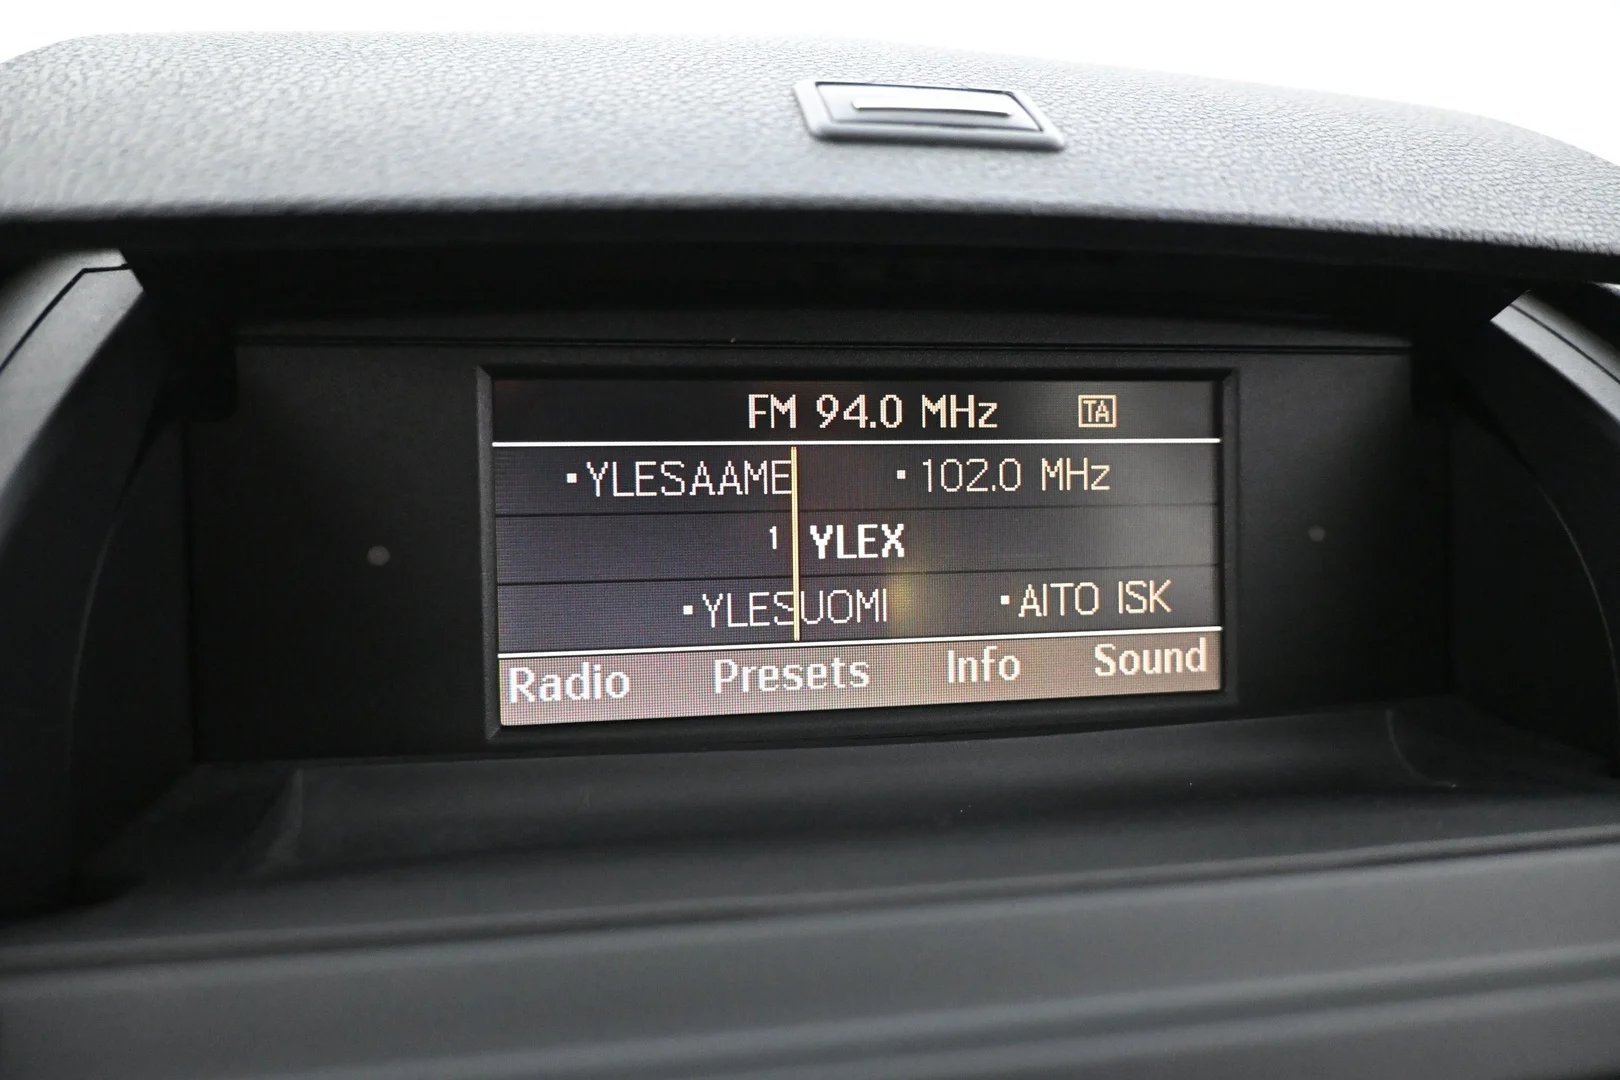 FM 94.0 MHz TA
·YLESAAME ·102.0 MHz
1 YLEX
·YLESUOMI ·AITO ISK
Radio Presets Info Sound